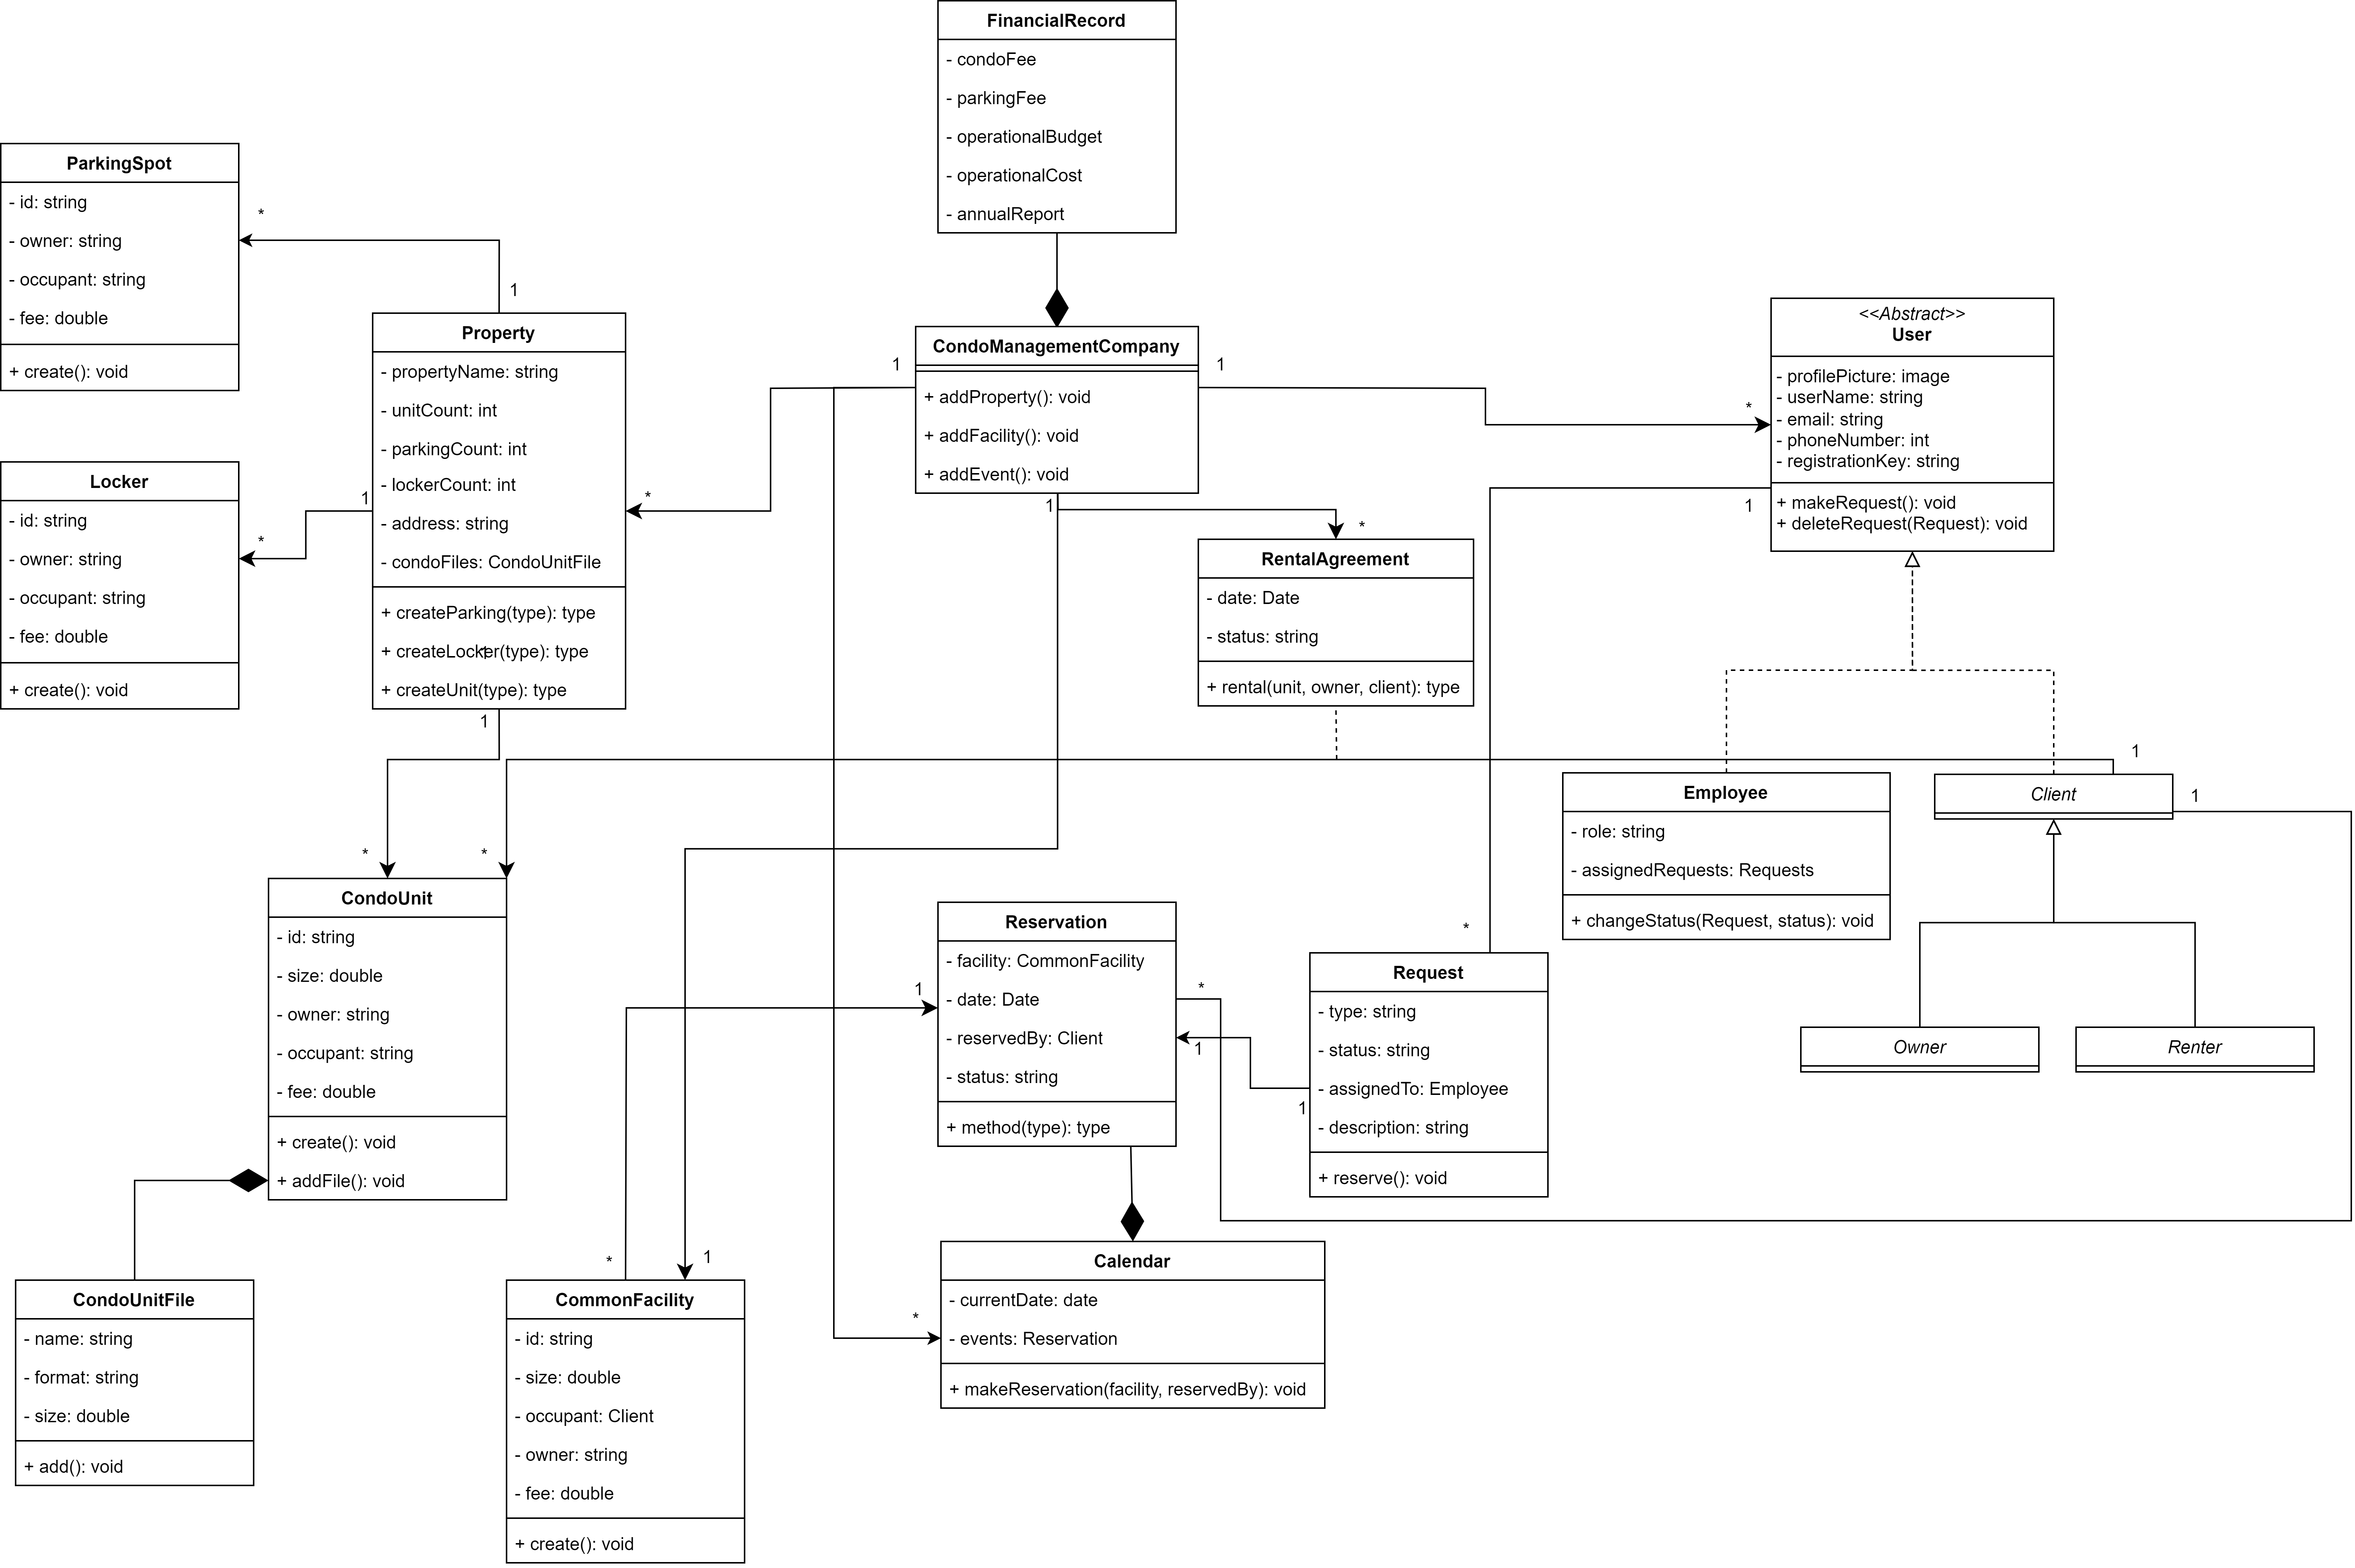 FinancialRecord
- condoFee
- parkingFee
- operationalBudget
- operationalCost
- annualReport
ParkingSpot
- id: string
- owner: string
- occupant: string
- fee: double
+ create(): void
*
1
Property
- propertyName: string
- unitCount: int
- parkingCount: int
- lockerCount: int
- address: string
- condoFiles: CondoUnitFile
+ createParking(type): type
+ createLocker(type): type
1
+ createUnit(type): type
1
*
1
*
Locker
- id: string
- owner: string
- occupant: string
- fee: double
+ create(): void
CondoManagementCompany
+ addProperty(): void
+ addFacility(): void
+ addEvent(): void
1
1
*
1
*
*
<<Abstract>>
User
- profilePicture: image
- userName: string
- email: string
- phoneNumber: int
- registrationKey: string
+ makeRequest(): void
+ deleteRequest(Request): void
1
RentalAgreement
- date: Date
- status: string
+ rental(unit, owner, client): type
1
1
Employee
- role: string
- assignedRequests: Requests
+ changeStatus(Request, status): void
Client
Owner
Renter
*
*
CondoUnit
- id: string
- size: double
- owner: string
- occupant: string
- fee: double
+ create(): void
+ addFile(): void
Reservation
- facility: CommonFacility
- date: Date
- reservedBy: Client
- status: string
+ method(type): type
1
*
1
1
*
Request
- type: string
- status: string
- assignedTo: Employee
- description: string
+ reserve(): void
CondoUnitFile
- name: string
- format: string
- size: double
+ add(): void
*
1
CommonFacility
- id: string
- size: double
- occupant: Client
- owner: string
- fee: double
+ create(): void
*
Calendar
- currentDate: date
- events: Reservation
+ makeReservation(facility, reservedBy): void